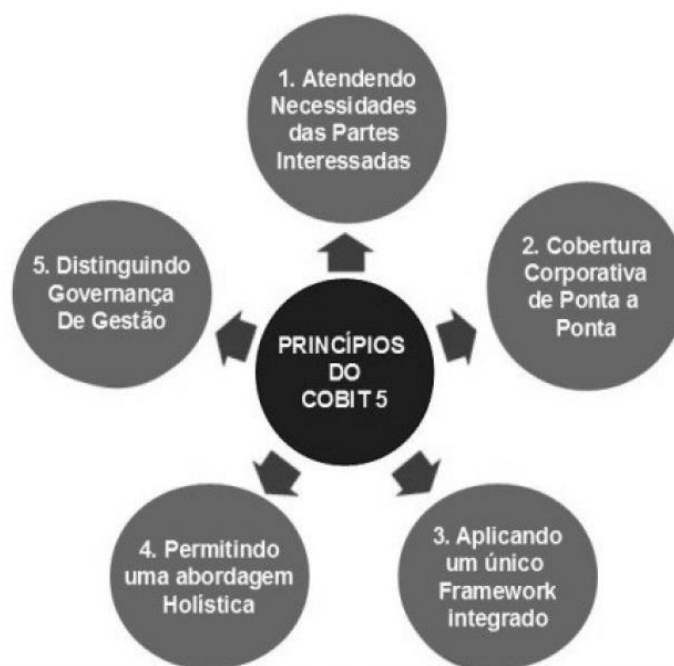 1. Atendendo
Necessidades
das Partes
Interessadas
2. Cobertura
Corporativa
de Ponta a
Ponta
3. Aplicando
um único
Framework
integrado
4. Permitindo
uma abordagem
Holística
5. Distinguindo
Governança
De Gestão
PRINCÍPIOS
DO
COBIT 5